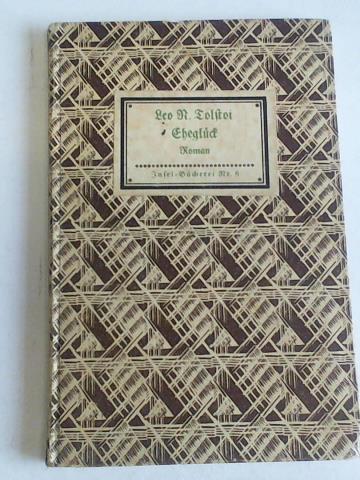 Leo N. Tolstoi
Eheglück
Roman
Insel-Bücherei Nr. 6